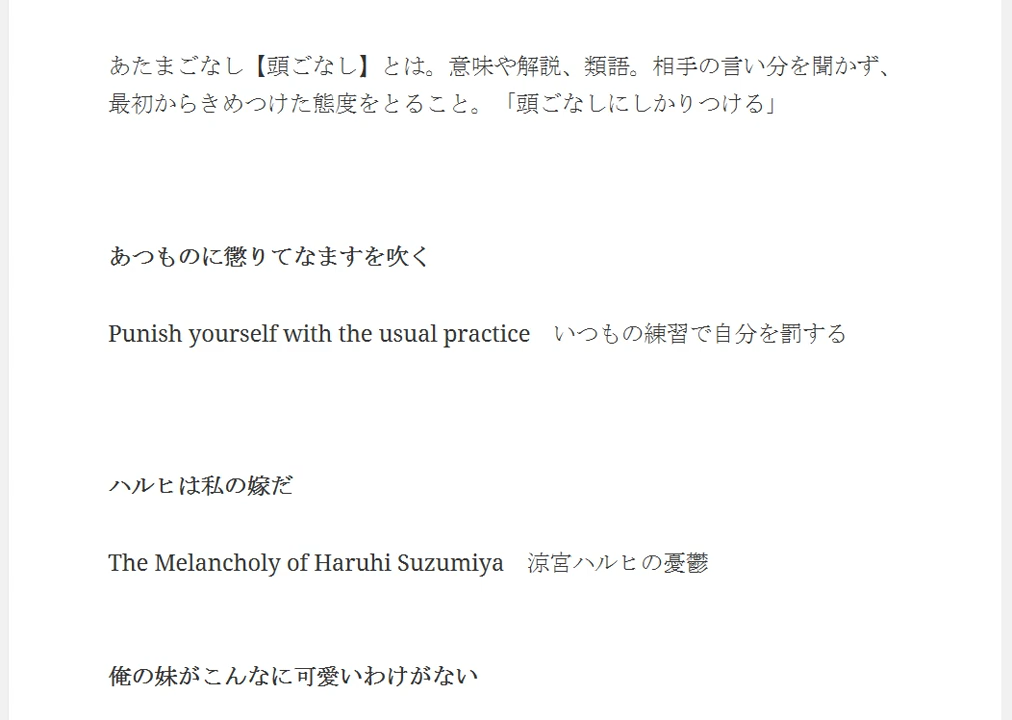 あたまごなし【頭ごなし】とは。意味や解説、類語。相手の言い分を聞かず、
最初からきめつけた態度をとること。「頭ごなしにしかりつける」
あつものに懲りてなますを吹く
Punish yourself with the usual practice　いつもの練習で自分を罰する
ハルヒは私の嫁だ
The Melancholy of Haruhi Suzumiya　涼宮ハルヒの憂鬱
俺の妹がこんなに可愛いわけがない